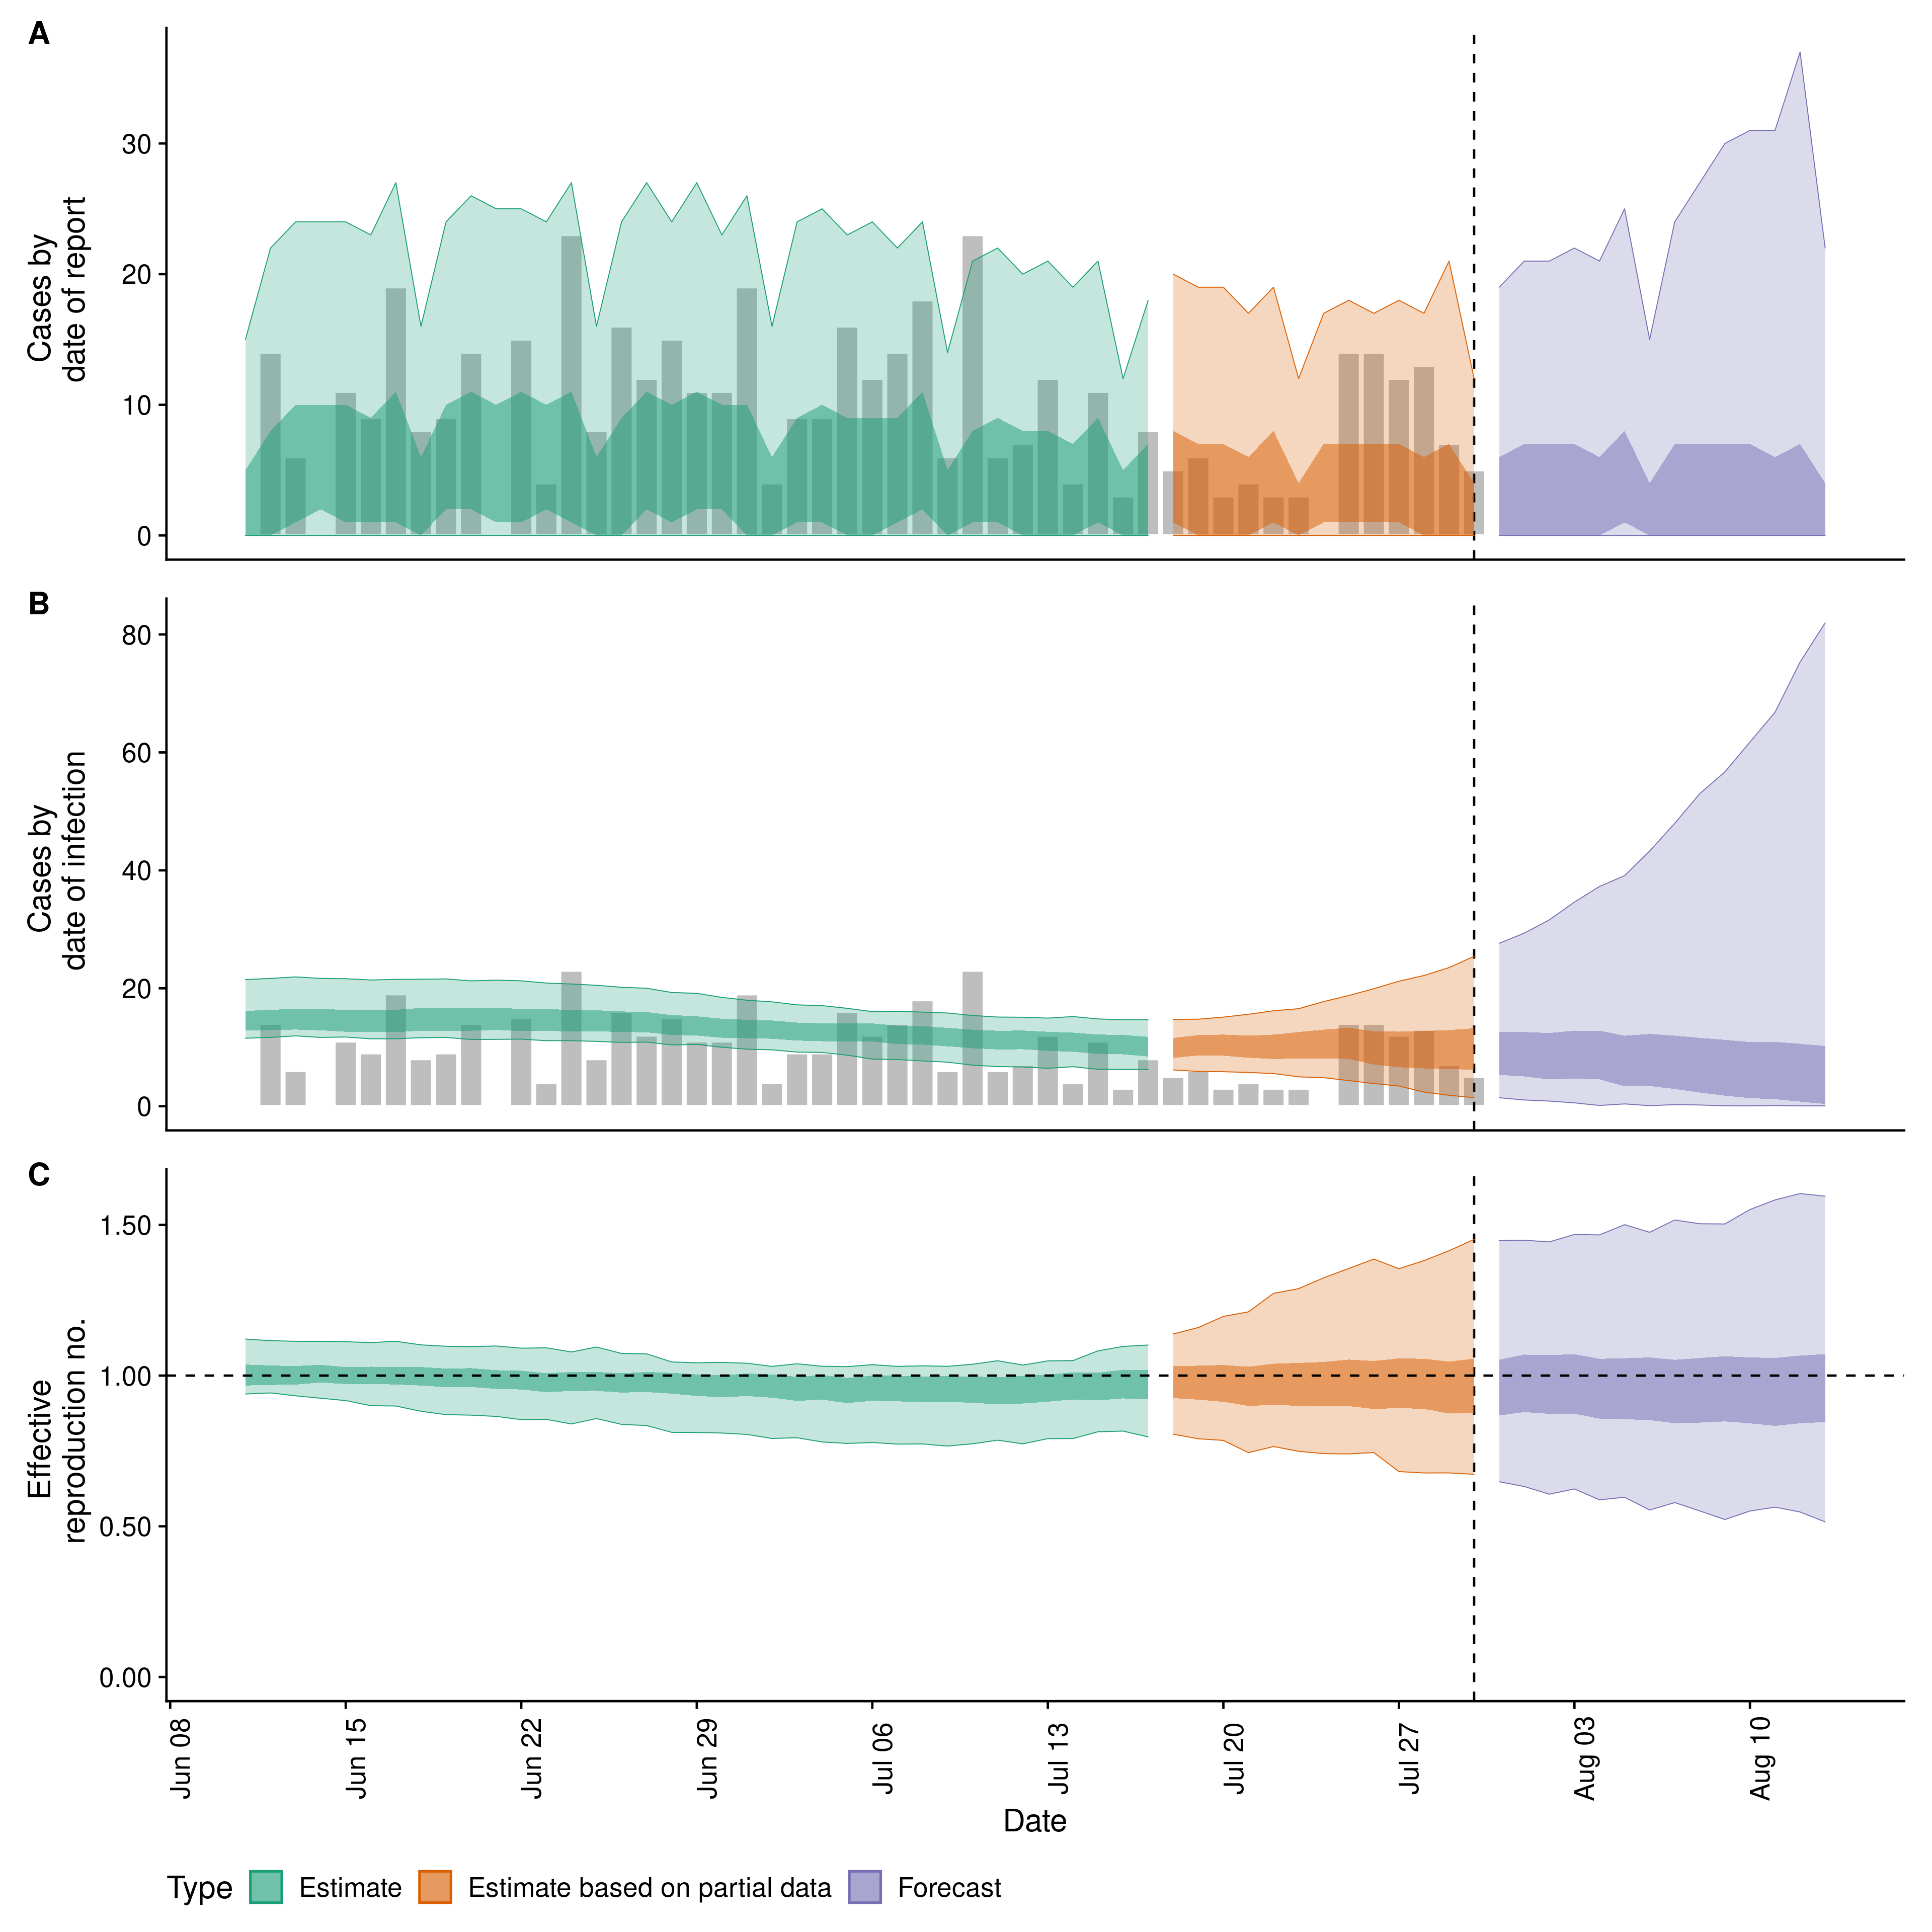 A
Cases by
date of report
30
20
10
0
B
Cases by
date of infection
80
60
40
20
0
C
Effective
reproduction no.
1.50
1.00
0.50
0.00
Jun 08
Jun 15
Jun 22
Jun 29
Jul 06
Jul 13
Jul 20
Jul 27
Aug 03
Aug 10
Date
Type
Estimate
Estimate based on partial data
Forecast